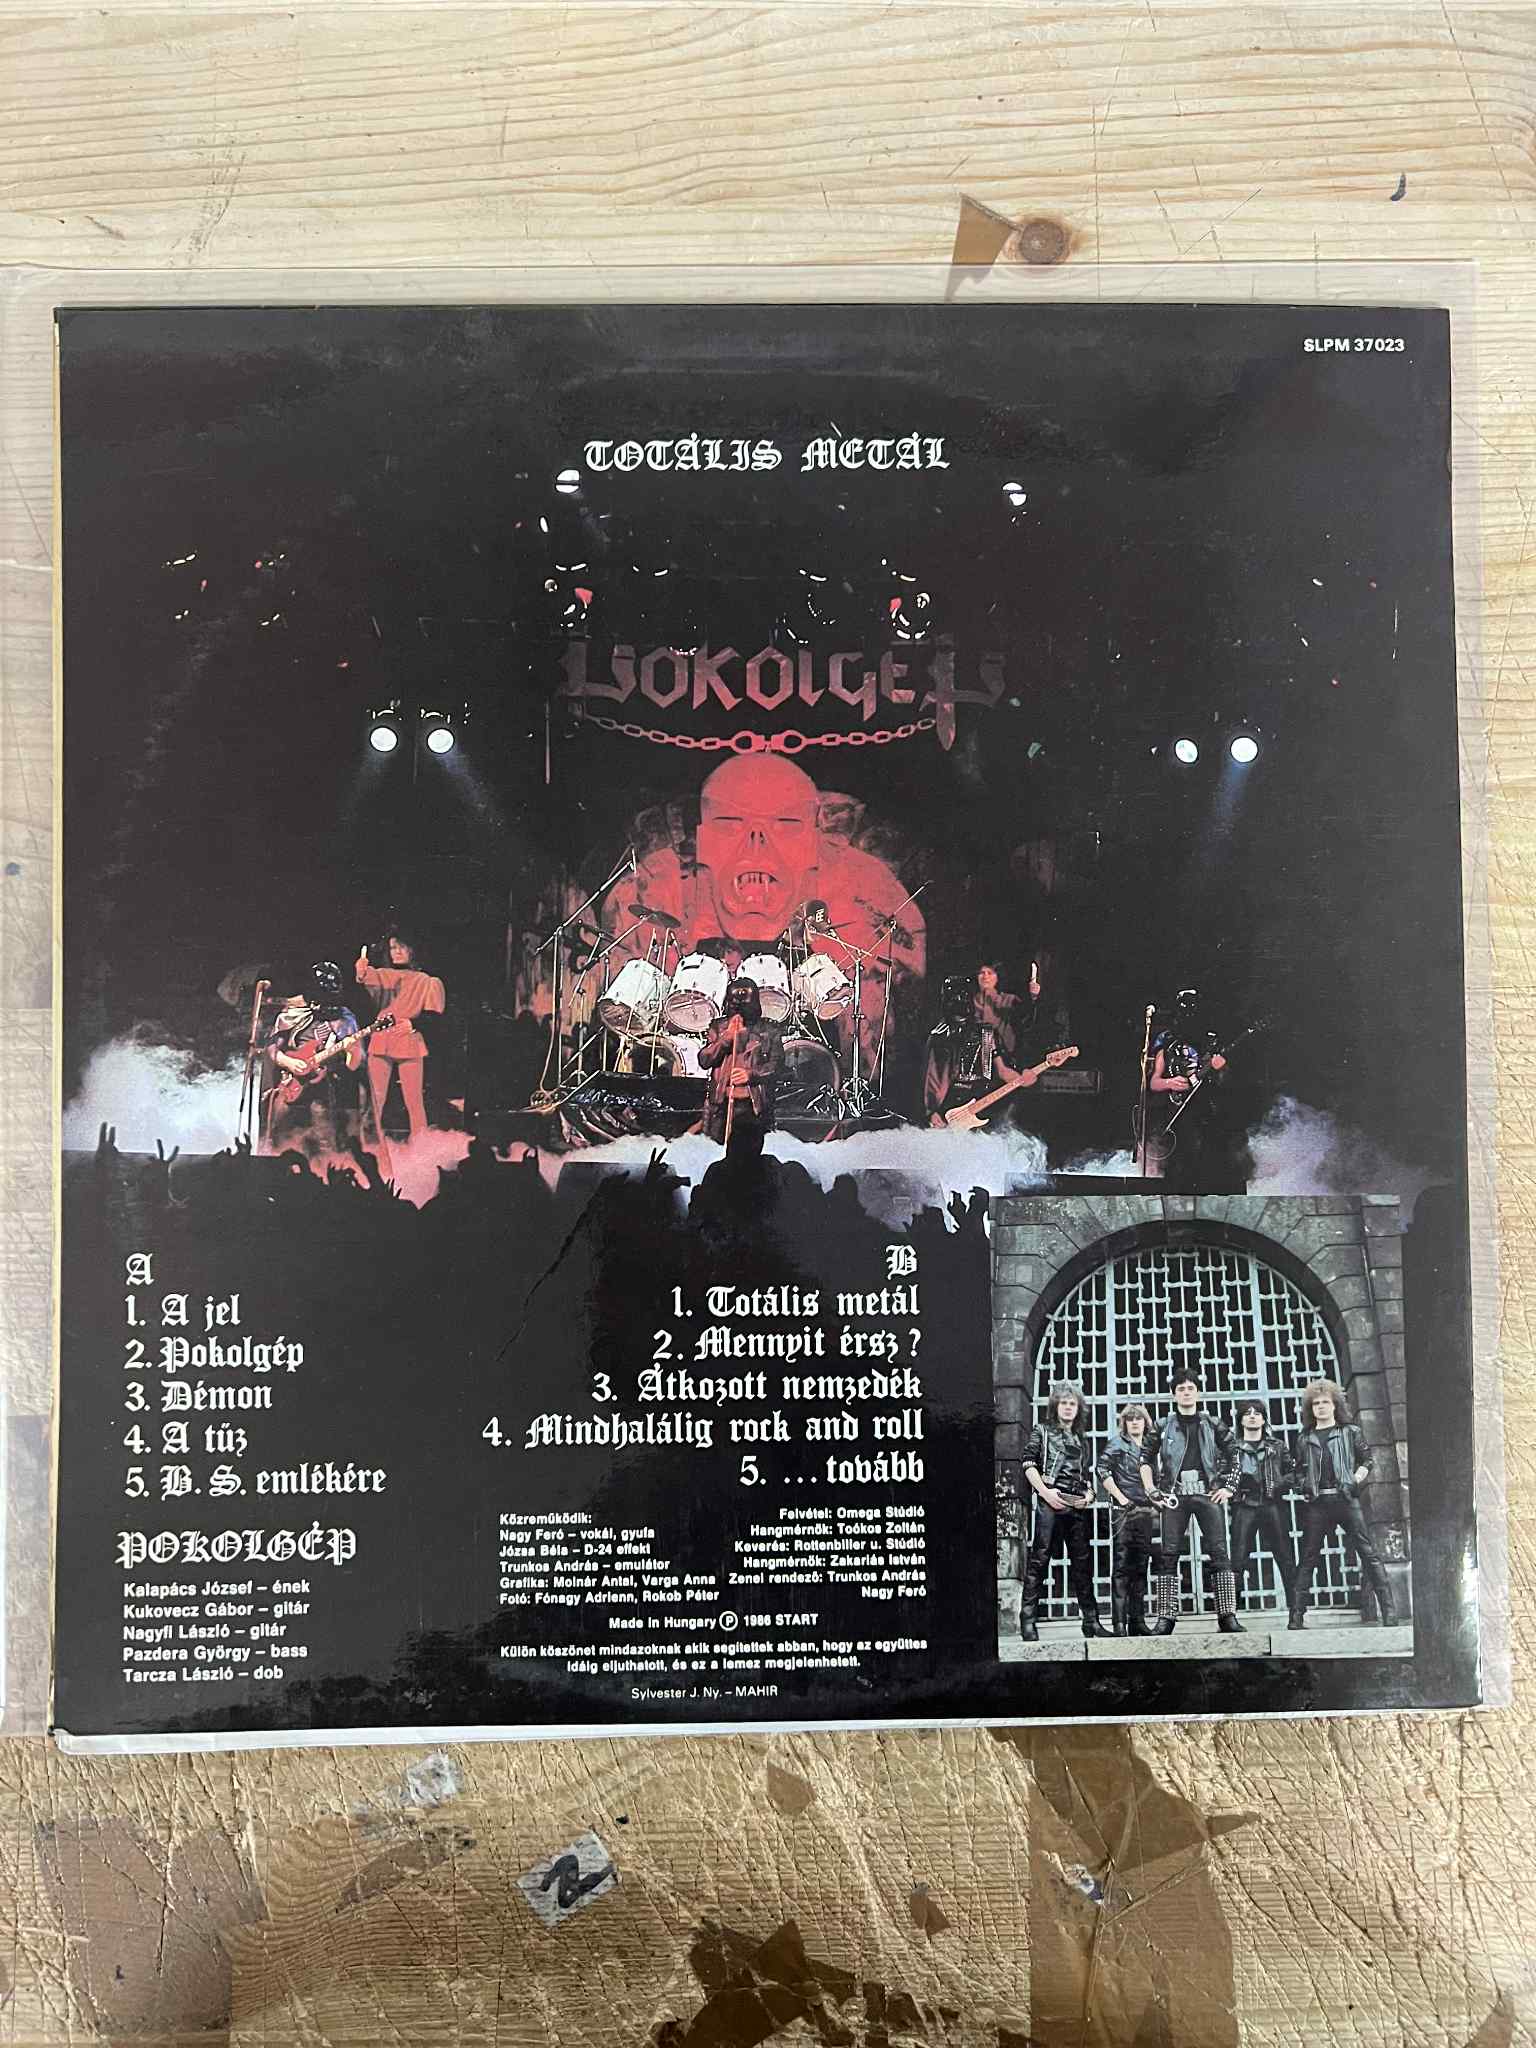 SLPM 37023
TOTÁLIS METÁL
POKOLGÉP
A
1. A jel
2. Pokolgép
3. Démon
4. A tűz
5. B. S. emlékére
B
1. Totális metál
2. Mennyit érsz ?
3. Átkozott nemzedék
4. Mindhalálig rock and roll
5. ...tovább
POKOLGÉP
Kalapács József – ének
Kukovecz Gábor – gitár
Nagyfi László – gitár
Pazdera György – bass
Tarcza László – dob
Közreműködik:
Nagy Feró – vokál, gyufa
Józsa Béla – D-24 effekt
Trunkos András – emulátor
Grafika: Molnár Antal, Varga Anna
Fotó: Fónagy Adrienn, Rokob Péter
Felvétel: Omega Stúdió
Hangmérnök: Toókos Zoltán
Keverés: Rottenbiller u. Stúdió
Hangmérnök: Zakariás István
Zenei rendező: Trunkos András
Nagy Feró
Made in Hungary Ⓟ 1986 START
Külön köszönet mindazoknak akik segítettek abban, hogy az együttes
idáig eljuthatott, és ez a lemez megjelenhetett.
Sylvester J. Ny. – MAHIR
2